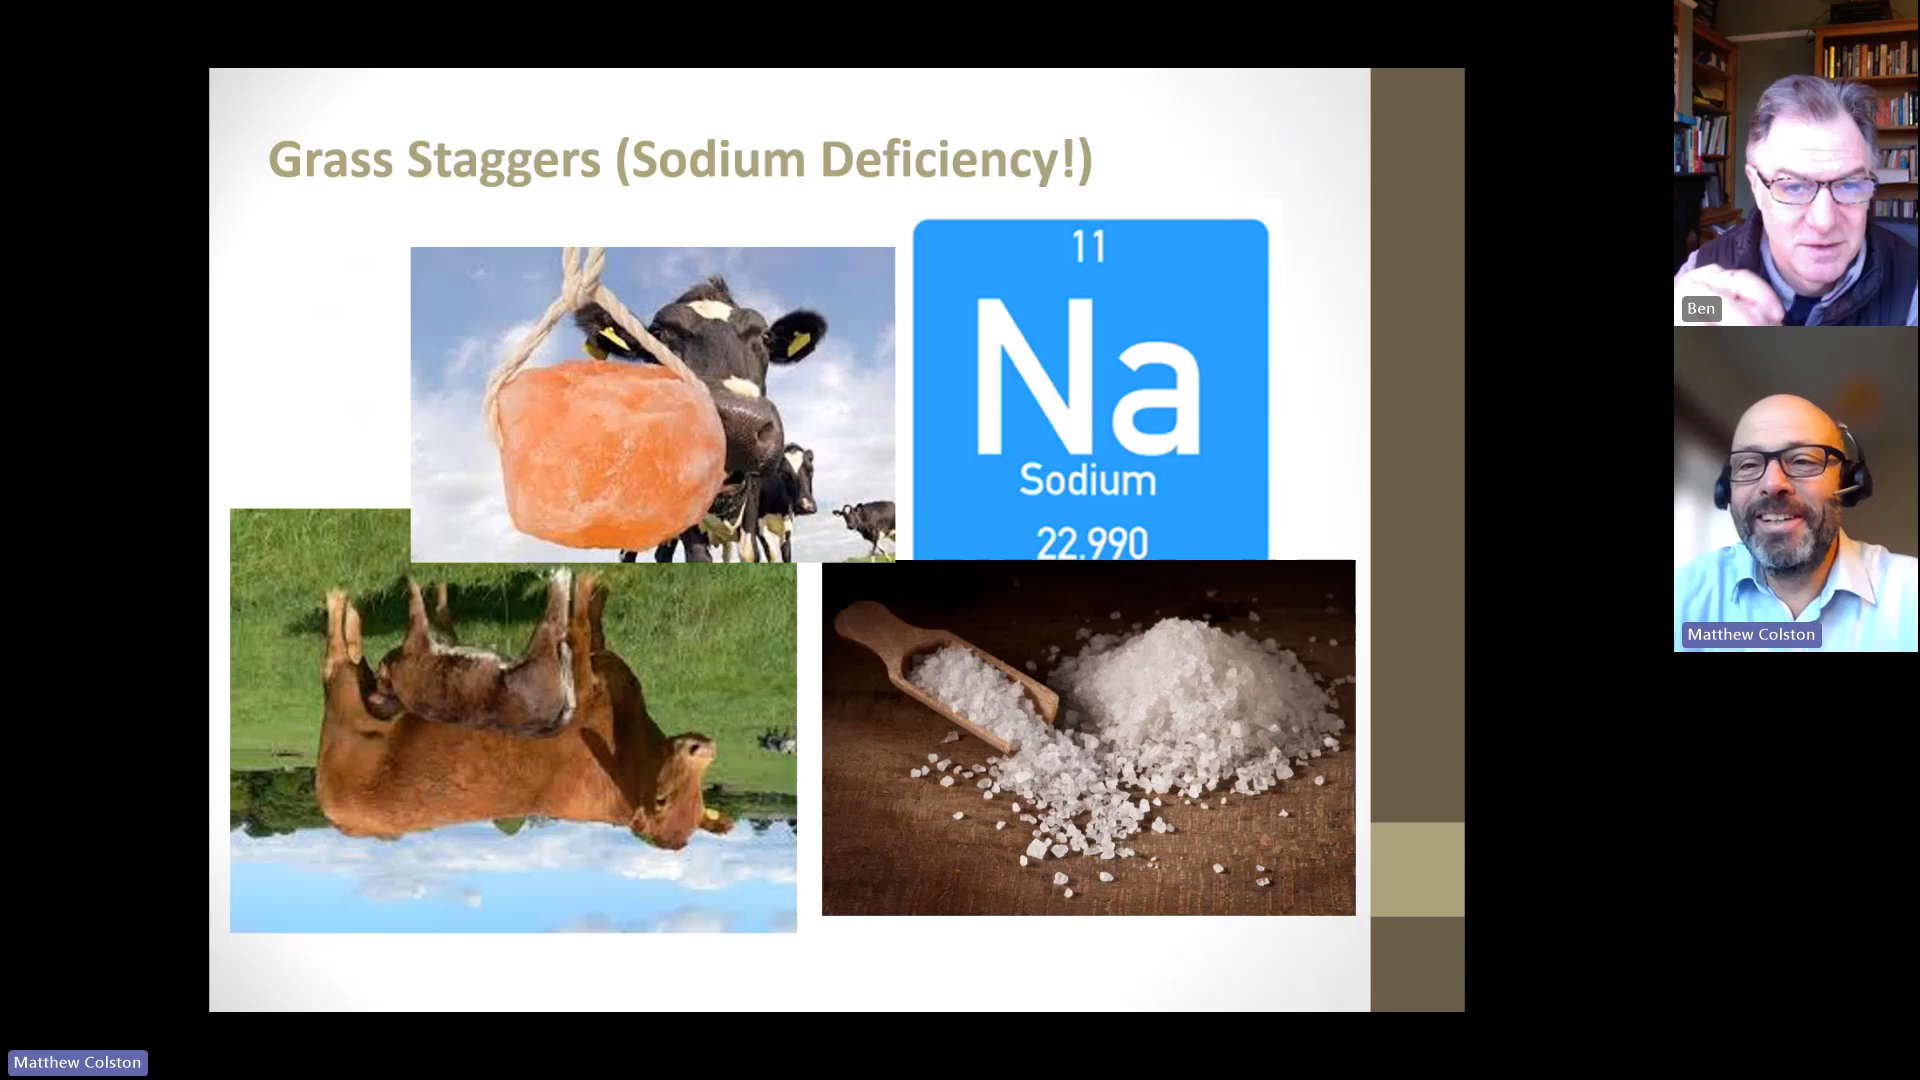 Grass Staggers (Sodium Deficiency!)
11
Na
Sodium
22.990
Ben
Matthew Colston
Matthew Colston